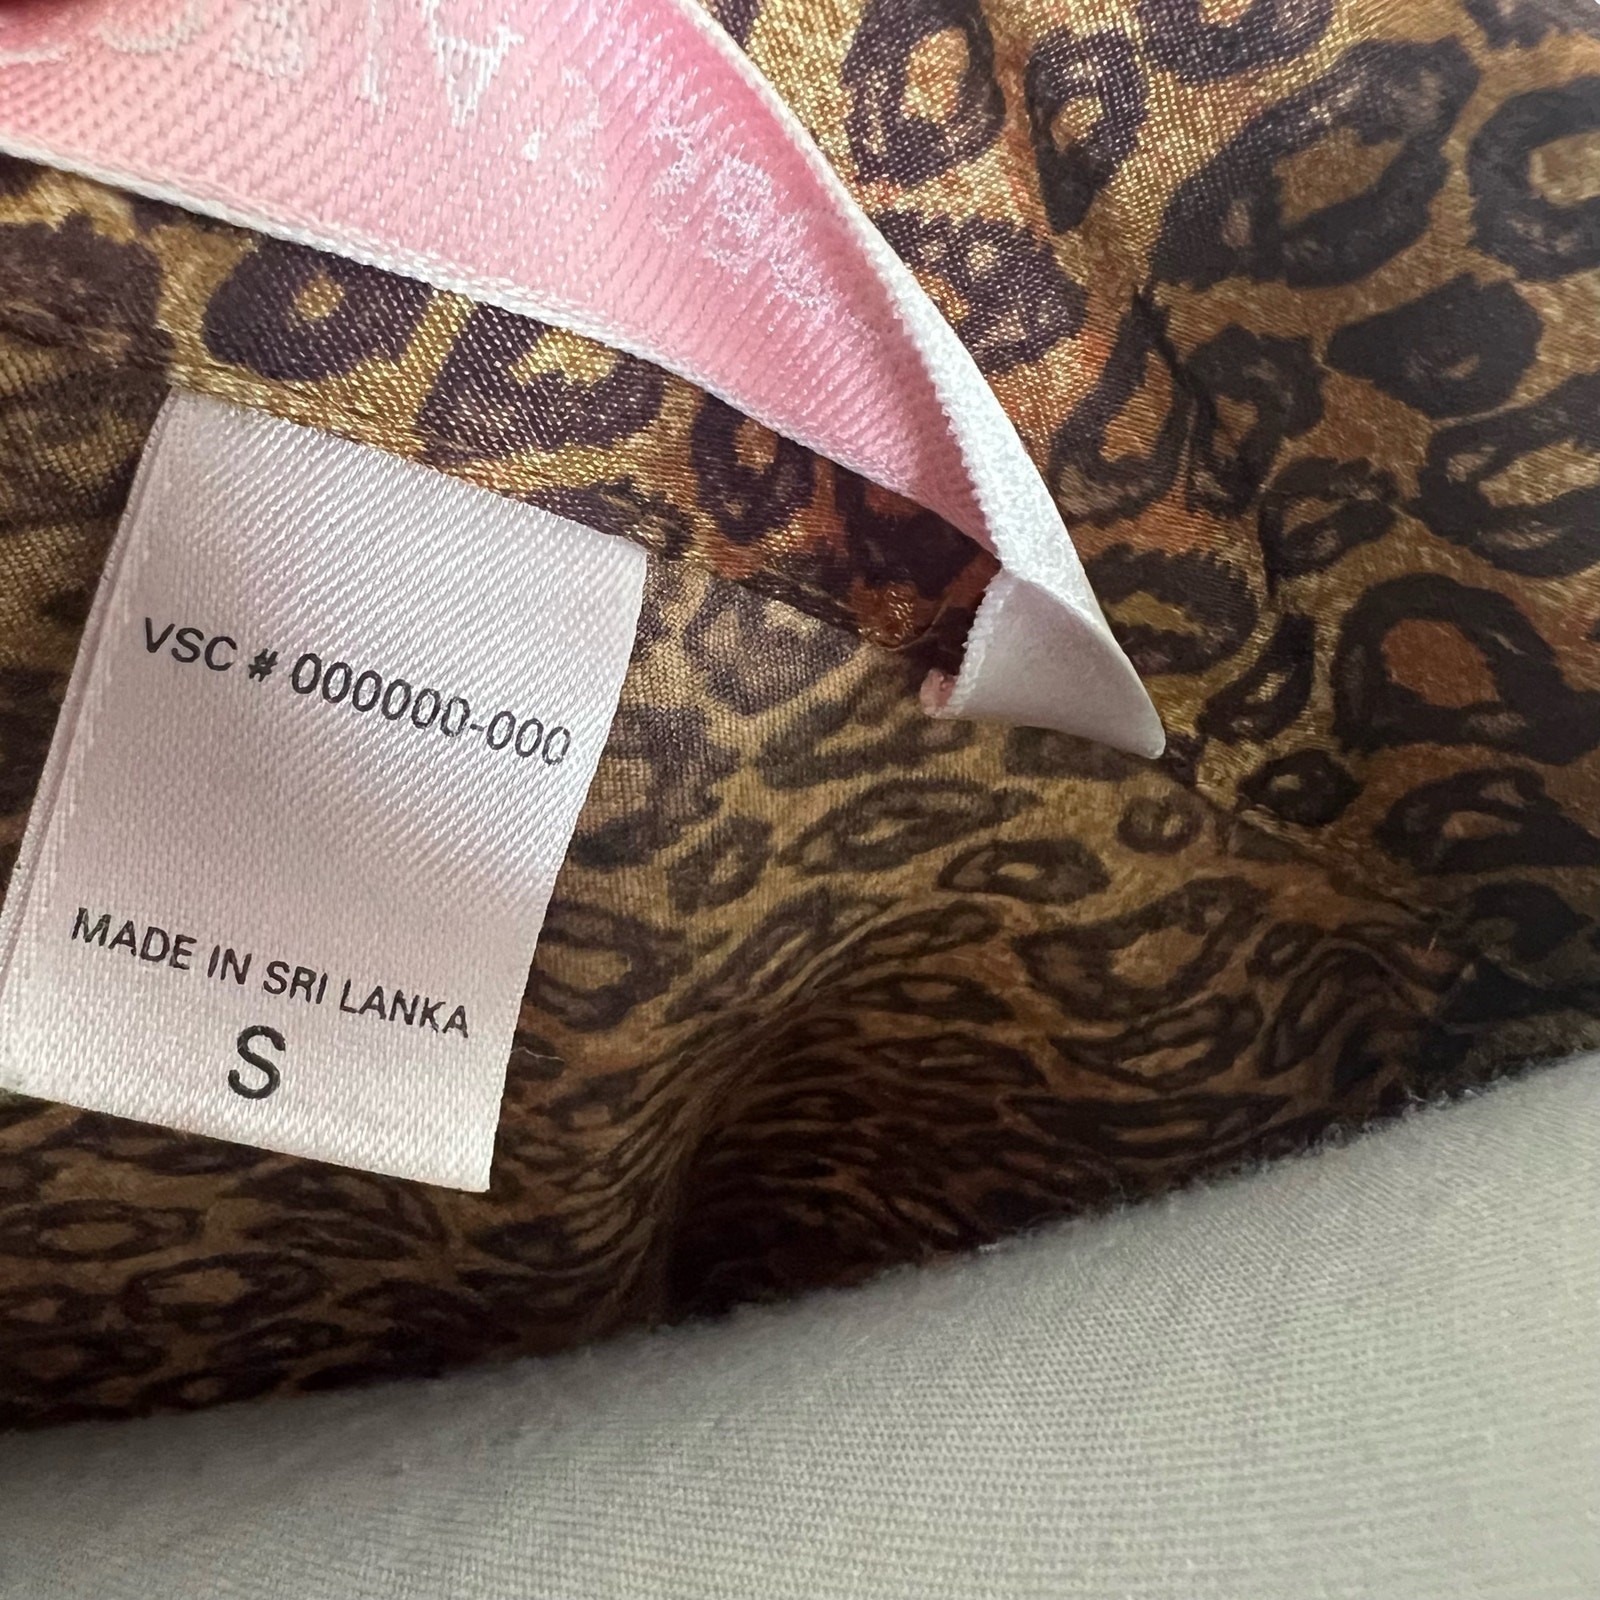 VSC # 000000-000
MADE IN SRI LANKA
S